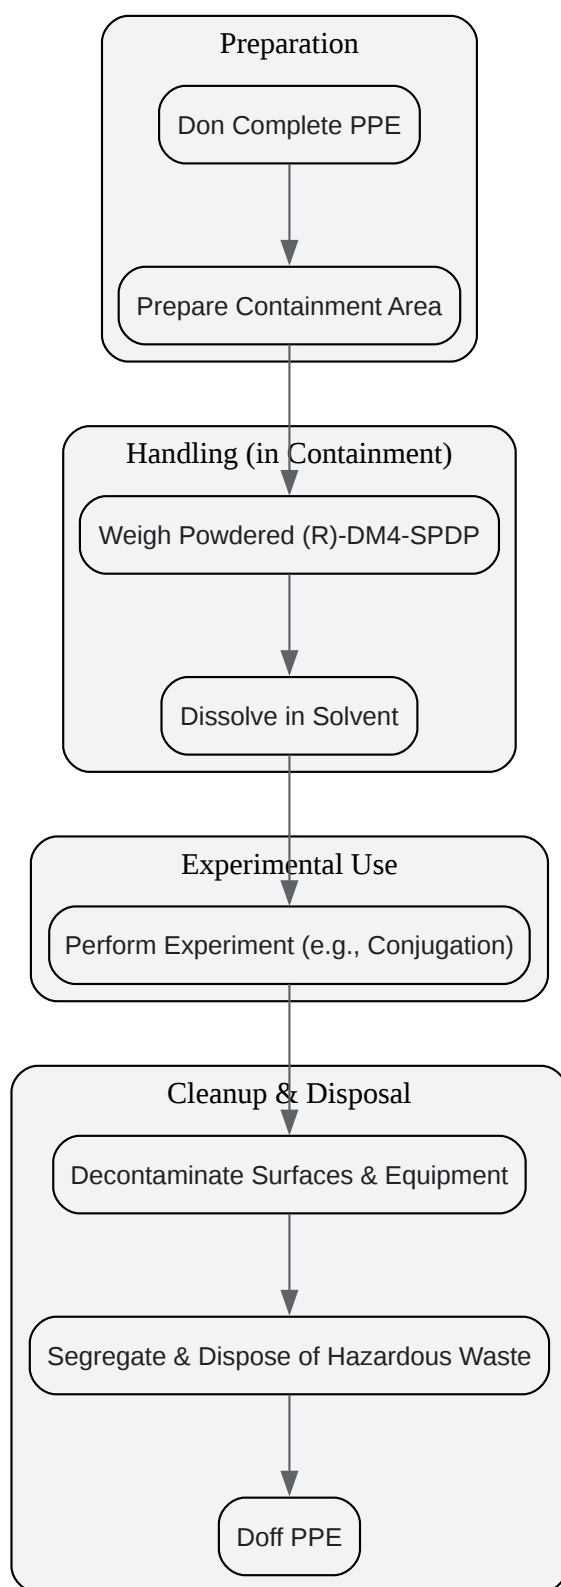 Preparation
Don Complete PPE
Prepare Containment Area
Handling (in Containment)
Weigh Powdered (R)-DM4-SPDP
Dissolve in Solvent
Experimental Use
Perform Experiment (e.g., Conjugation)
Cleanup & Disposal
Decontaminate Surfaces & Equipment
Segregate & Dispose of Hazardous Waste
Doff PPE